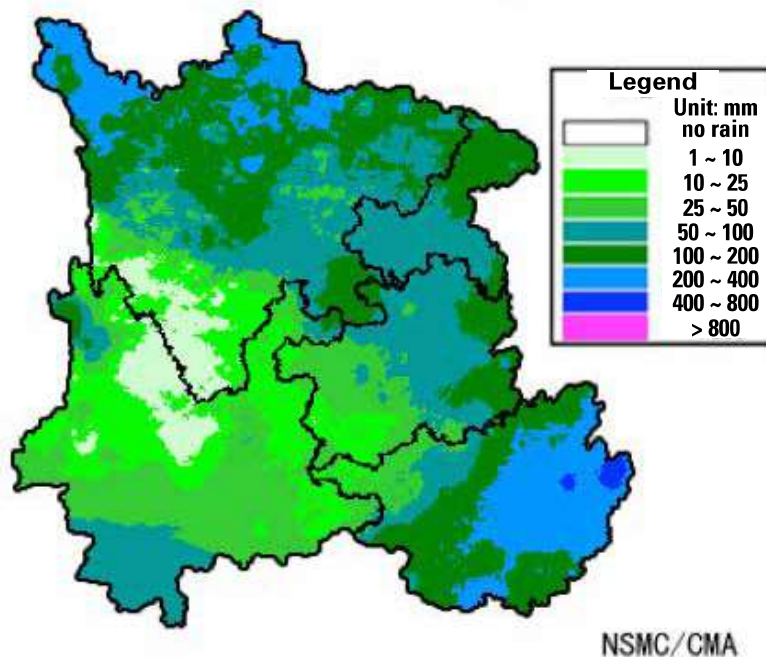 Legend
Unit: mm
no rain
1 ~ 10
10 ~ 25
25 ~ 50
50 ~ 100
100 ~ 200
200 ~ 400
400 ~ 800
> 800
NSMC/CMA